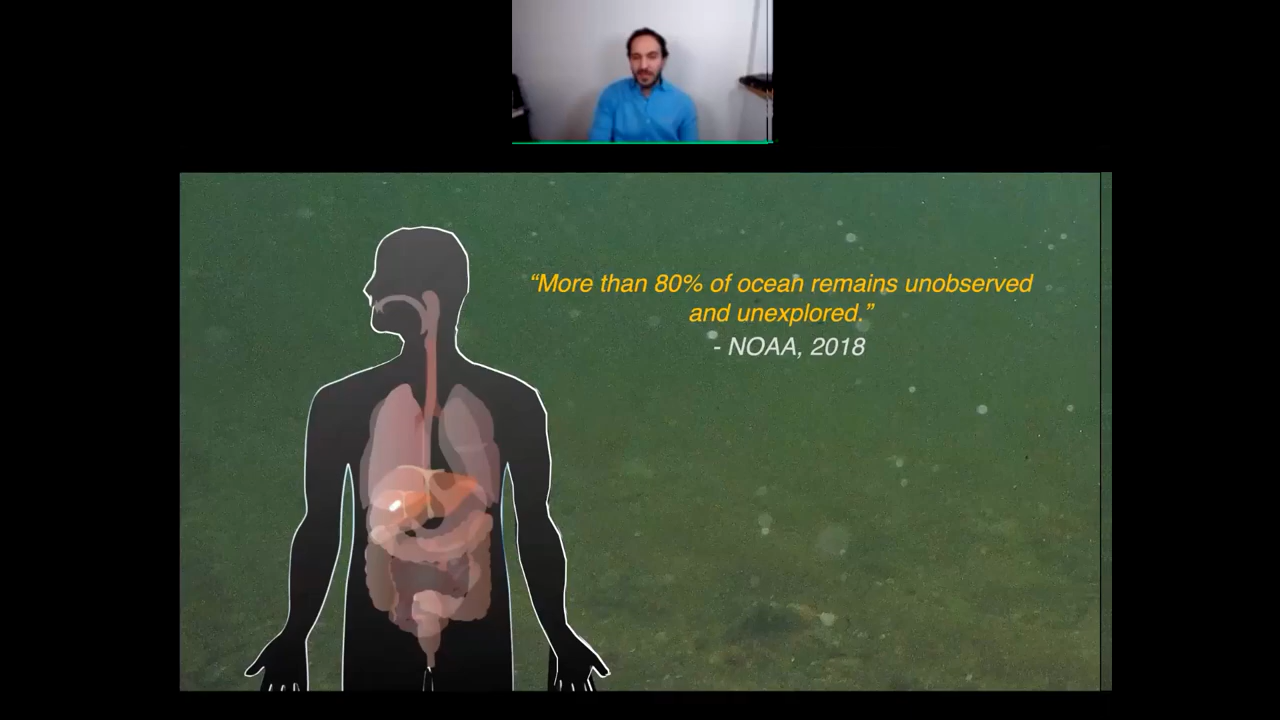 “More than 80% of ocean remains unobserved
and unexplored.”
- NOAA, 2018